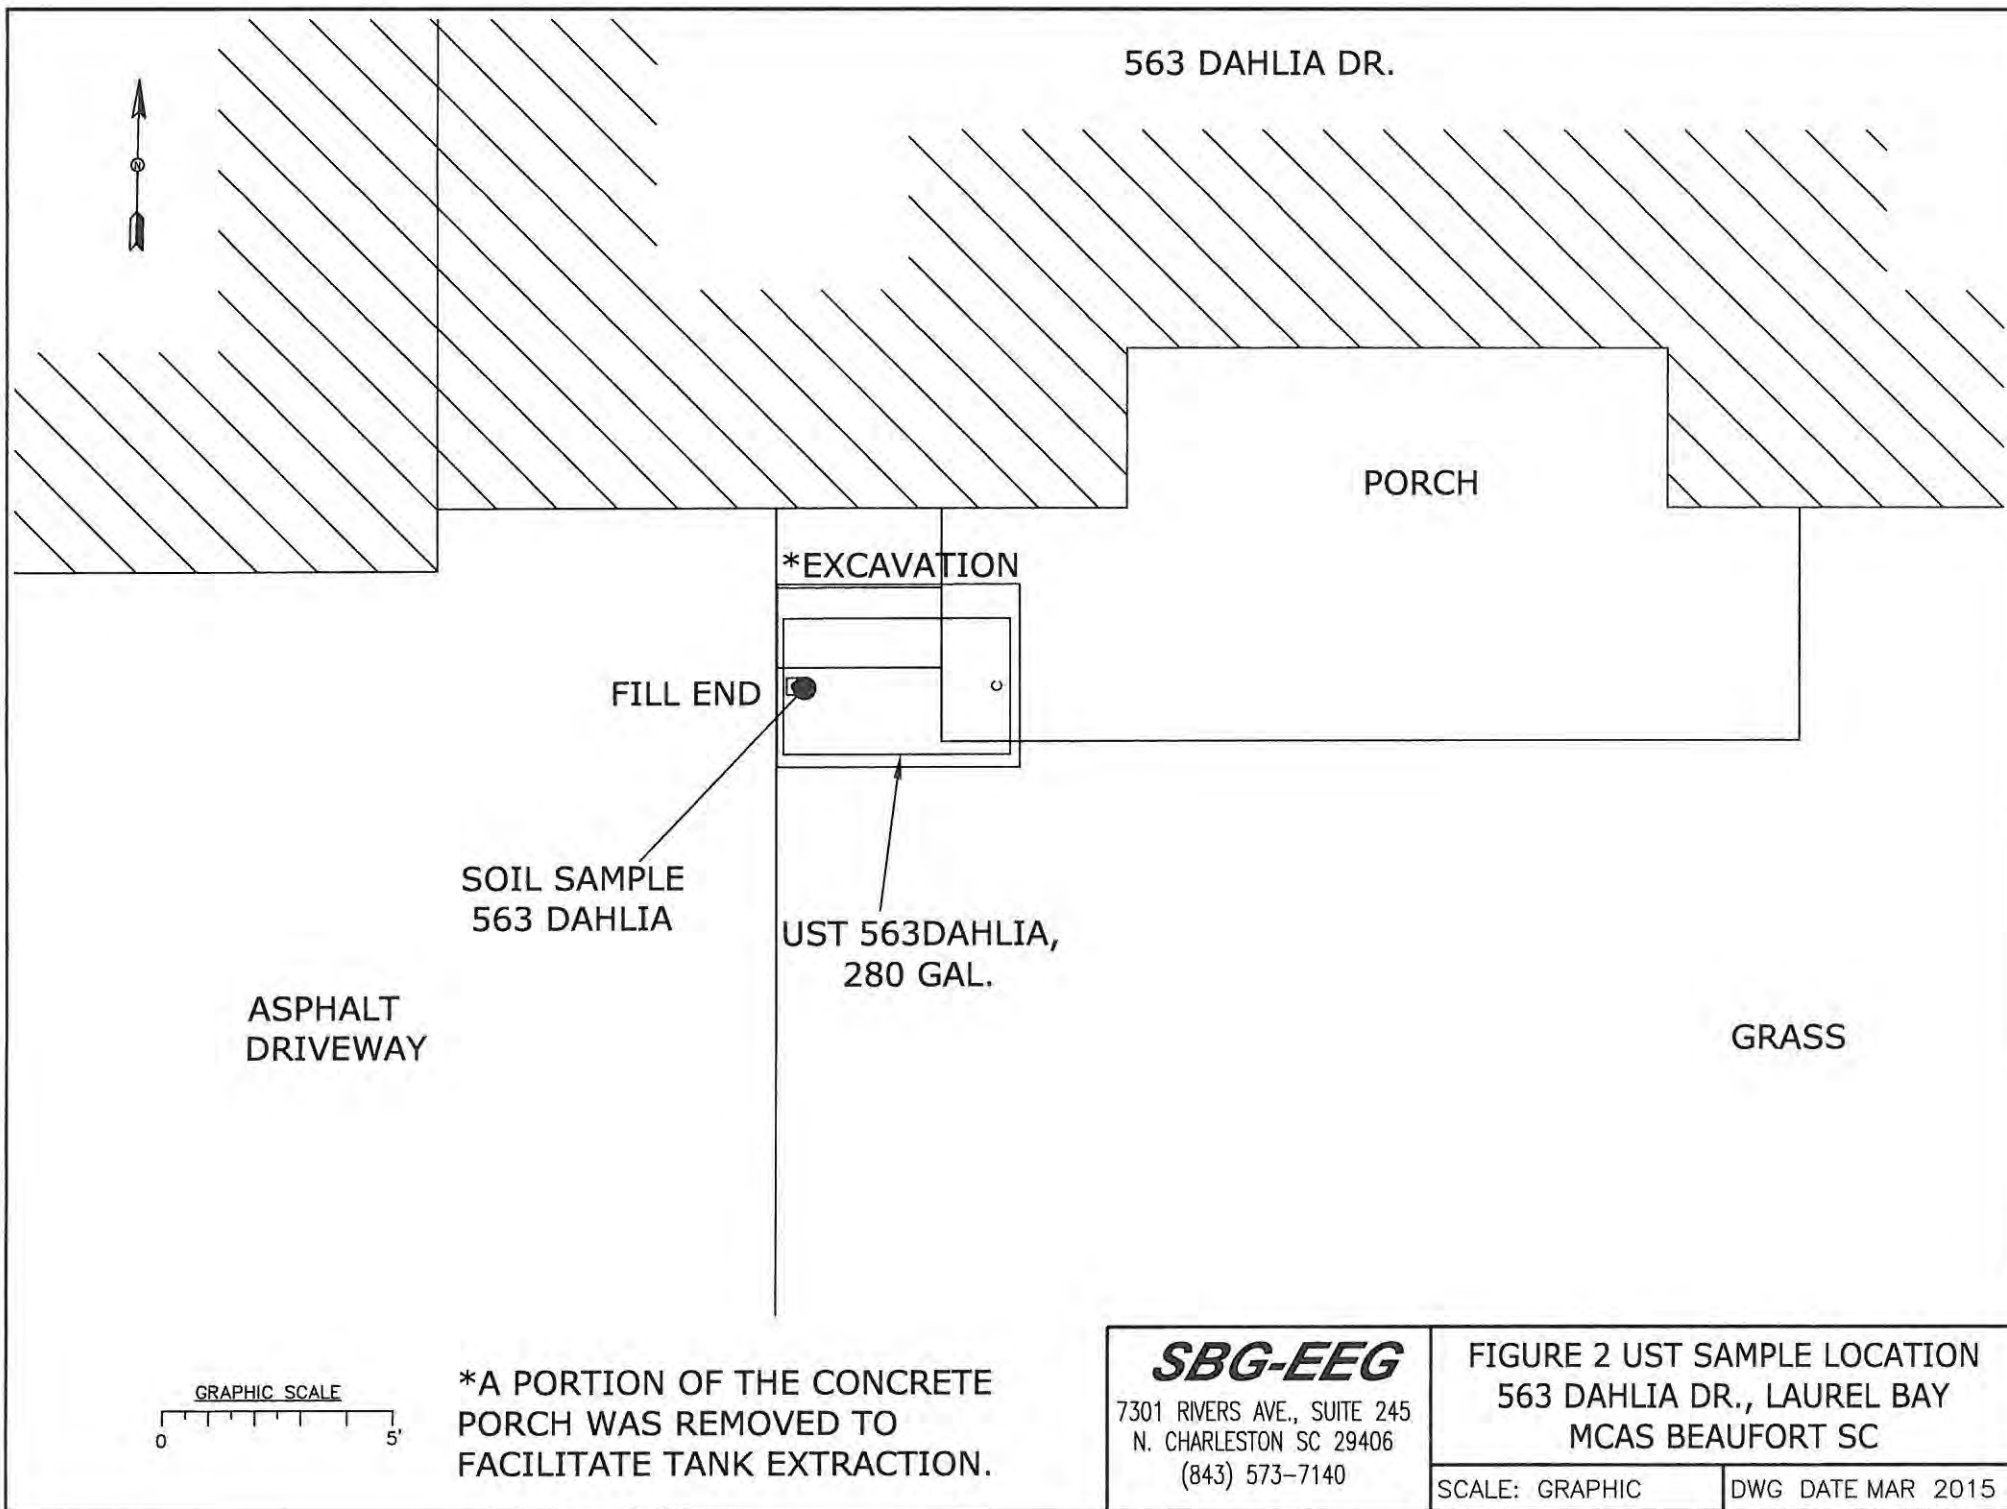 563 DAHLIA DR.
N
PORCH
*EXCAVATION
FILL END
C
SOIL SAMPLE
563 DAHLIA
UST 563DAHLIA,
280 GAL.
ASPHALT
DRIVEWAY
GRASS
GRAPHIC SCALE
0 5'
*A PORTION OF THE CONCRETE
PORCH WAS REMOVED TO
FACILITATE TANK EXTRACTION.
SBG-EEG
7301 RIVERS AVE., SUITE 245
N. CHARLESTON SC 29406
(843) 573-7140
FIGURE 2 UST SAMPLE LOCATION
563 DAHLIA DR., LAUREL BAY
MCAS BEAUFORT SC
SCALE: GRAPHIC
DWG DATE MAR 2015